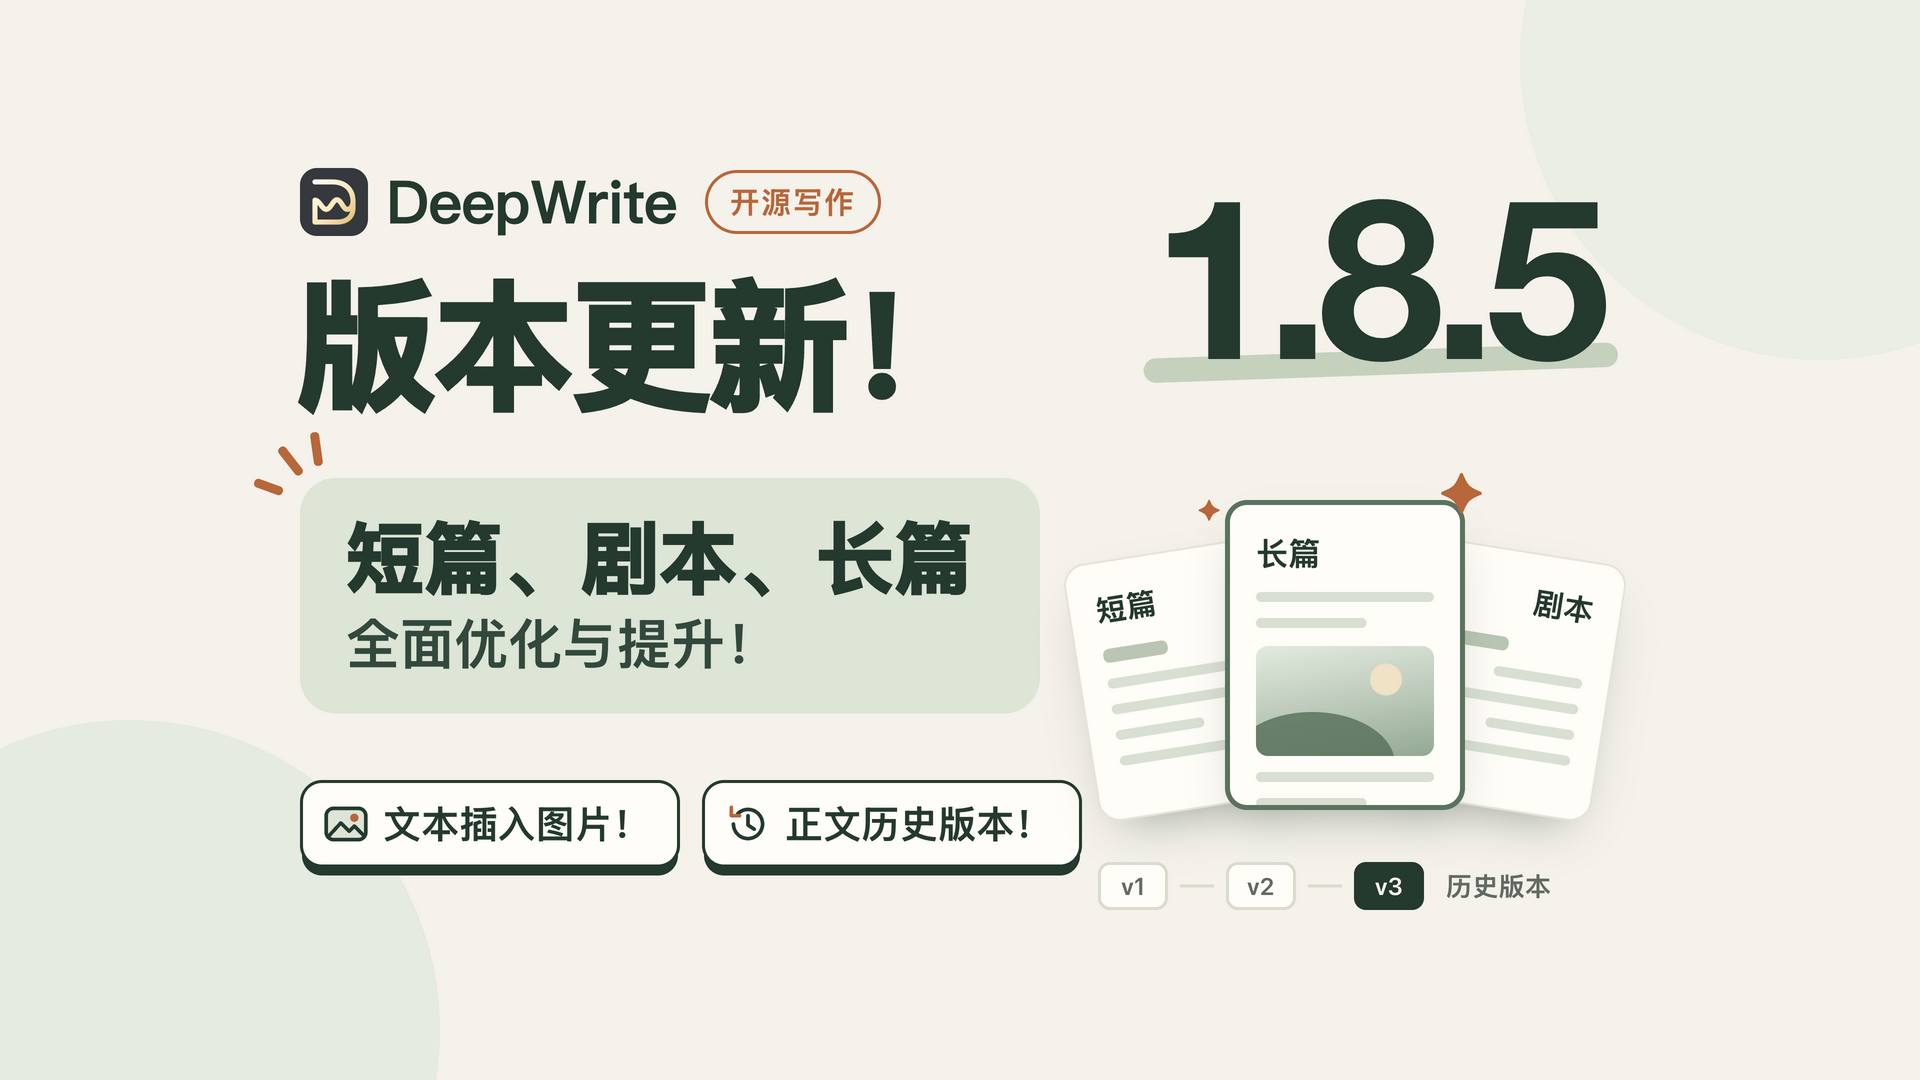 DeepWrite
开源写作
版本更新！
1.8.5
短篇、剧本、长篇
全面优化与提升！
文本插入图片！
正文历史版本！
短篇
长篇
剧本
v1
v2
v3
历史版本